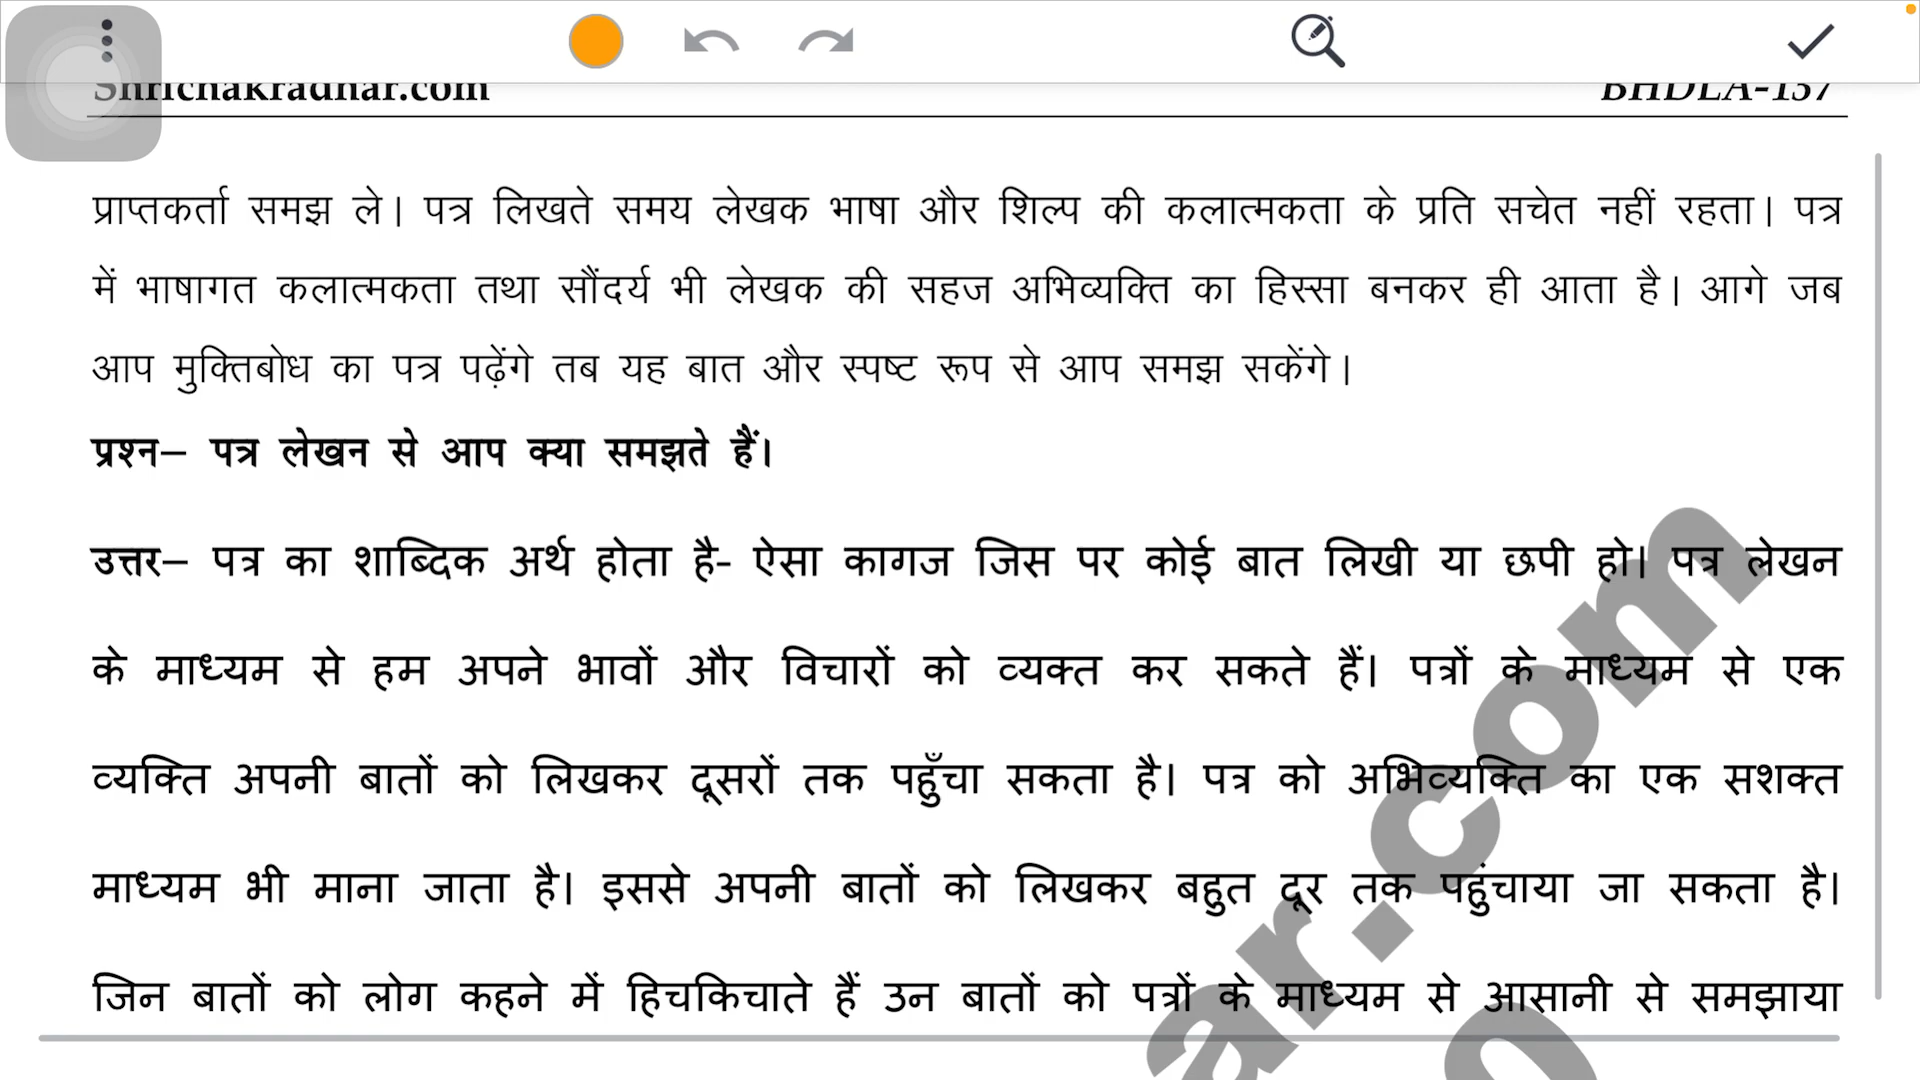 Shrichakradhar.com
BHDLA-137
प्राप्तकर्ता समझ ले। पत्र लिखते समय लेखक भाषा और शिल्प की कलात्मकता के प्रति सचेत नहीं रहता। पत्र
में भाषागत कलात्मकता तथा सौंदर्य भी लेखक की सहज अभिव्यक्ति का हिस्सा बनकर ही आता है। आगे जब
आप मुक्तिबोध का पत्र पढ़ेंगे तब यह बात और स्पष्ट रूप से आप समझ सकेंगे।
प्रश्न– पत्र लेखन से आप क्या समझते हैं।
उत्तर– पत्र का शाब्दिक अर्थ होता है- ऐसा कागज जिस पर कोई बात लिखी या छपी हो। पत्र लेखन
के माध्यम से हम अपने भावों और विचारों को व्यक्त कर सकते हैं। पत्रों के माध्यम से एक
व्यक्ति अपनी बातों को लिखकर दूसरों तक पहुँचा सकता है। पत्र को अभिव्यक्ति का एक सशक्त
माध्यम भी माना जाता है। इससे अपनी बातों को लिखकर बहुत दूर तक पहुंचाया जा सकता है।
जिन बातों को लोग कहने में हिचकिचाते हैं उन बातों को पत्रों के माध्यम से आसानी से समझाया
ar.com